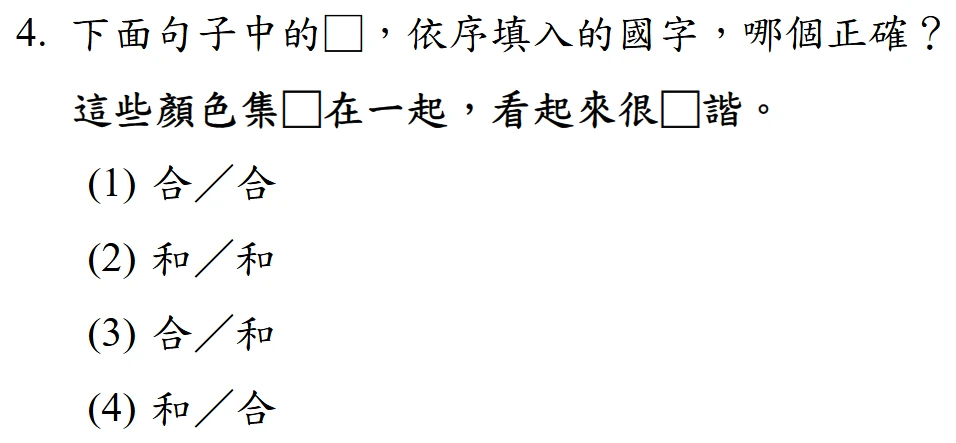 4. 下面句子中的□，依序填入的國字，哪個正確？
這些顏色集□在一起，看起來很□諧。
(1) 合／合
(2) 和／和
(3) 合／和
(4) 和／合